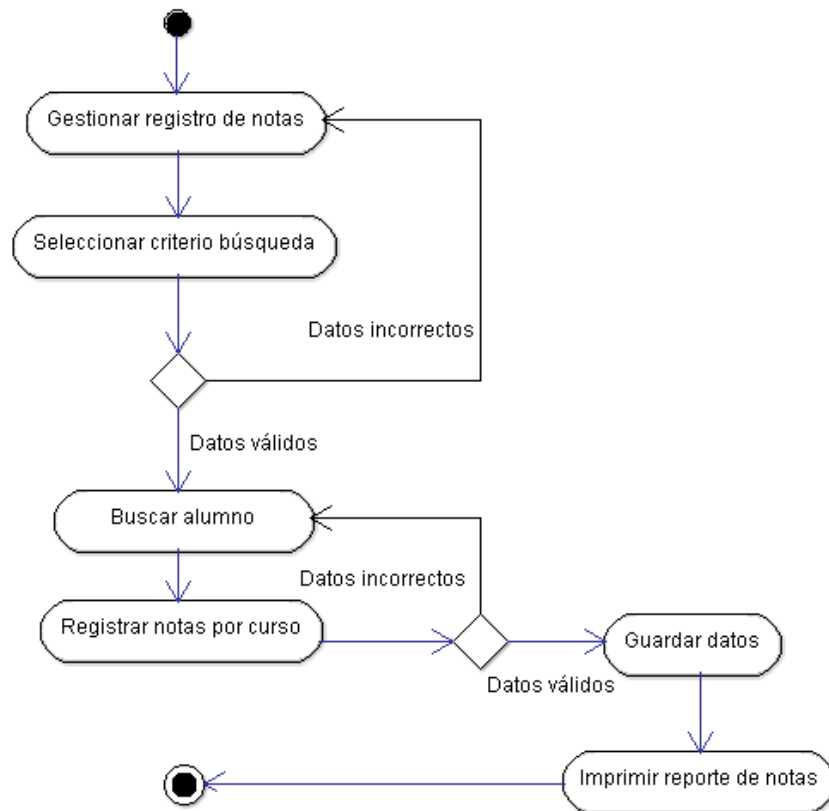 Gestionar registro de notas
Seleccionar criterio búsqueda
Datos incorrectos
Datos válidos
Buscar alumno
Datos incorrectos
Registrar notas por curso
Guardar datos
Datos válidos
Imprimir reporte de notas